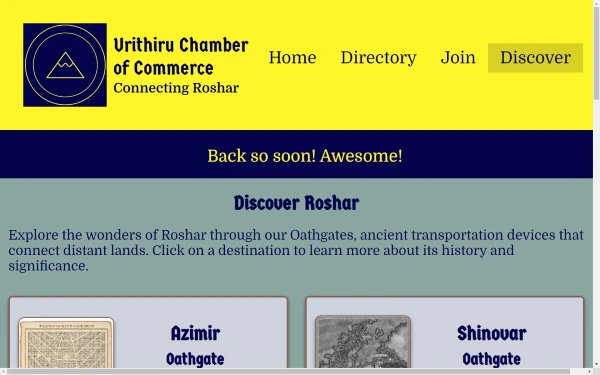 Urithiru Chamber
of Commerce
Connecting Roshar
Home Directory Join Discover
Back so soon! Awesome!
Discover Roshar
Explore the wonders of Roshar through our Oathgates, ancient transportation devices that
connect distant lands. Click on a destination to learn more about its history and
significance.
Azimir
Oathgate
Shinovar
Oathgate